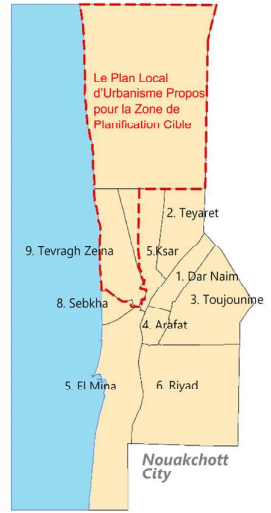 Le Plan Local
d'Urbanisme Propos
pour la Zone de
Planification Cible
2. Teyaret
9. Tevragh Zeina
5.Ksar
1. Dar Naim
3. Toujounine
8. Sebkha
4. Arafat
5. El Mina
6. Riyad
Nouakchott
City